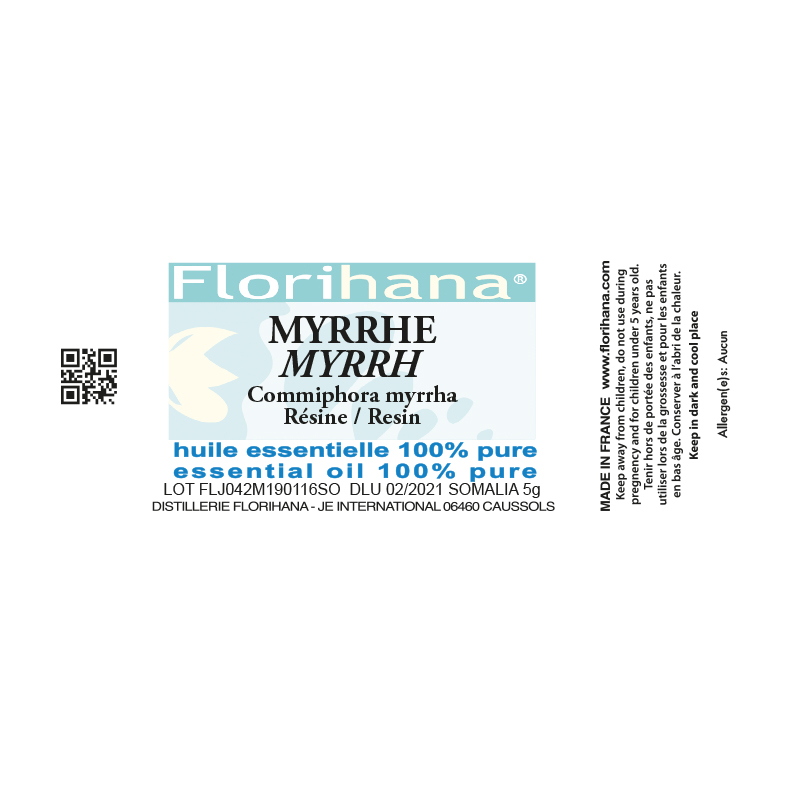 Florihana®
MYRRHE
MYRRH
Commiphora myrrha
Résine / Resin
huile essentielle 100% pure
essential oil 100% pure
LOT FLJ042M190116SO DLU 02/2021 SOMALIA 5g
DISTILLERIE FLORIHANA - JE INTERNATIONAL 06460 CAUSSOLS
MADE IN FRANCE www.florihana.com
Keep away from children, do not use during
pregnency and for children under 5 years old.
Tenir hors de portée des enfants, ne pas
utiliser lors de la grossesse et pour les enfants
en bas âge. Conserver à l'abri de la chaleur.
Keep in dark and cool place
Allergen(e)s: Aucun